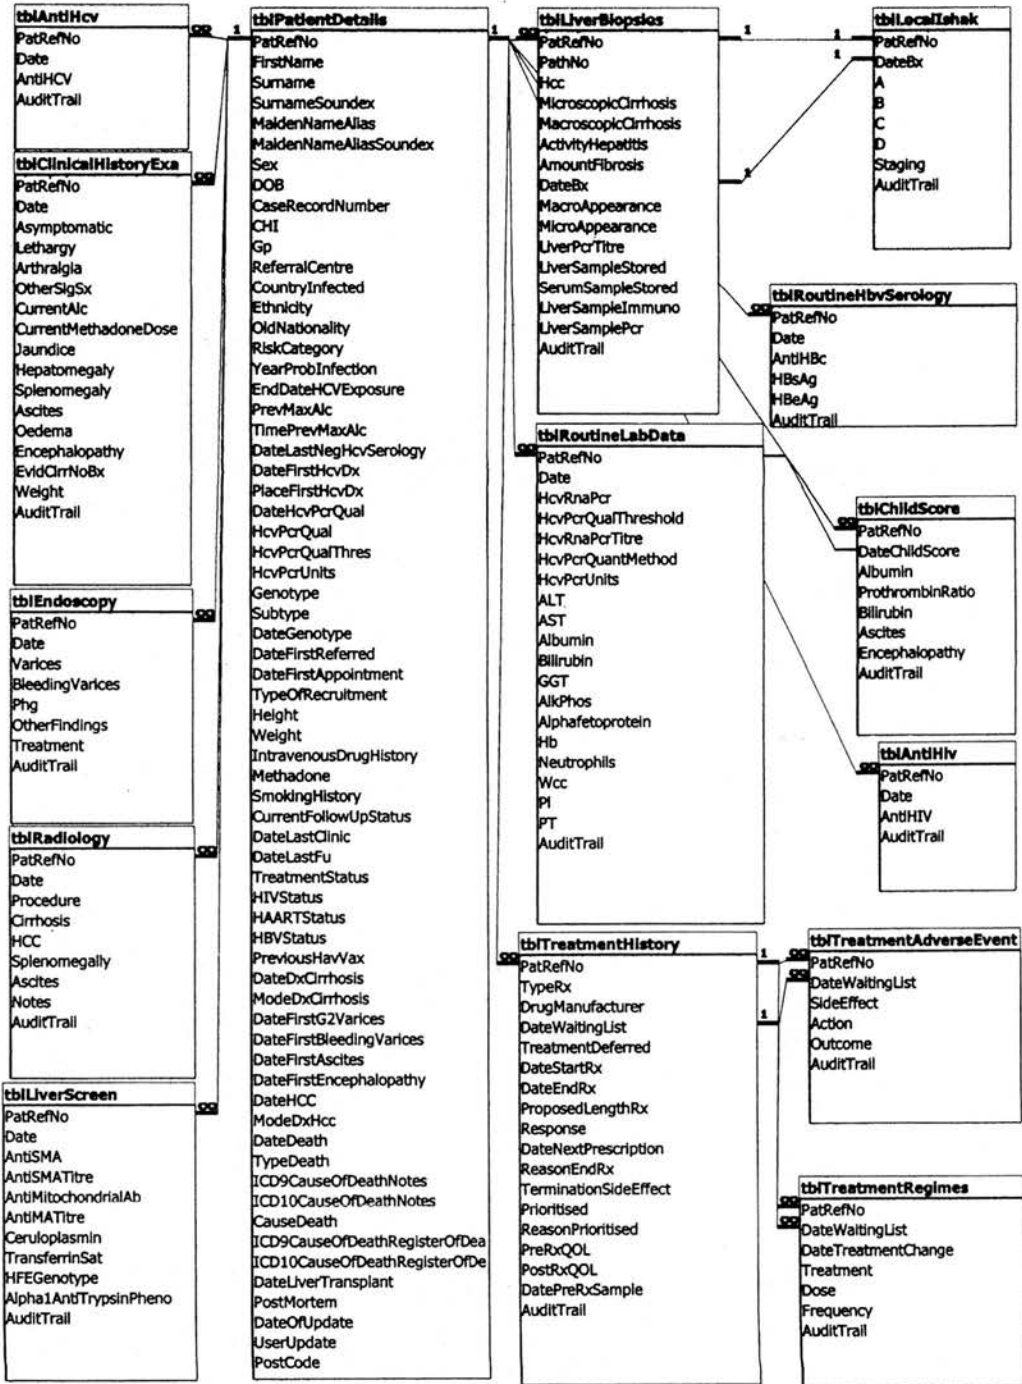 tblAntiHcv
PatRefNo
Date
AntiHCV
AuditTrail
tblClinicalHistoryExa
PatRefNo
Date
Asymptomatic
Lethargy
Arthralgia
OtherSigSx
CurrentAlc
CurrentMethadoneDose
Jaundice
Hepatomegaly
Splenomegaly
Ascites
Oedema
Encephalopathy
EvidCirrNoBx
Weight
AuditTrail
tblEndoscopy
PatRefNo
Date
Varices
BleedingVarices
Phg
OtherFindings
Treatment
AuditTrail
tblRadiology
PatRefNo
Date
Procedure
Cirrhosis
HCC
Splenomegally
Ascites
Notes
AuditTrail
tblLiverScreen
PatRefNo
Date
AntiSMA
AntiSMATitre
AntiMitochondrialAb
AntiMATitre
Ceruloplasmin
TransferrinSat
HFEGenotype
Alpha1AntiTrypsinPheno
AuditTrail
∞ 1
∞
∞
∞
∞
tblPatientDetails
PatRefNo
FirstName
Surname
SurnameSoundex
MaidenNameAlias
MaidenNameAliasSoundex
Sex
DOB
CaseRecordNumber
CHI
Gp
ReferralCentre
CountryInfected
Ethnicity
OldNationality
RiskCategory
YearProbInfection
EndDateHCVExposure
PrevMaxAlc
TimePrevMaxAlc
DateLastNegHcvSerology
DateFirstHcvDx
PlaceFirstHcvDx
DateHcvPcrQual
HcvPcrQual
HcvPcrQualThres
HcvPcrUnits
Genotype
Subtype
DateGenotype
DateFirstReferred
DateFirstAppointment
TypeOfRecruitment
Height
Weight
IntravenousDrugHistory
Methadone
SmokingHistory
CurrentFollowUpStatus
DateLastClinic
DateLastFu
TreatmentStatus
HIVStatus
HAARTStatus
HBVStatus
PreviousHavVax
DateDxCirrhosis
ModeDxCirrhosis
DateFirstG2Varices
DateFirstBleedingVarices
DateFirstAscites
DateFirstEncephalopathy
DateHCC
ModeDxHcc
DateDeath
TypeDeath
ICD9CauseOfDeathNotes
ICD10CauseOfDeathNotes
CauseDeath
ICD9CauseOfDeathRegisterOfDea
ICD10CauseOfDeathRegisterOfDe
DateLiverTransplant
PostMortem
DateOfUpdate
UserUpdate
PostCode
1 ∞
∞
∞
tblLiverBiopsies
PatRefNo
PathNo
Hcc
MicroscopicCirrhosis
MacroscopicCirrhosis
ActivityHepatitis
AmountFibrosis
DateBx
MacroAppearance
MicroAppearance
LiverPcrTitre
LiverSampleStored
SerumSampleStored
LiverSampleImmuno
LiverSamplePcr
AuditTrail
1 1
1
1
tblLocalIshak
PatRefNo
DateBx
A
B
C
D
Staging
AuditTrail
∞
tblRoutineHbvSerology
PatRefNo
Date
AntiHBc
HBsAg
HBeAg
AuditTrail
tblRoutineLabData
PatRefNo
Date
HcvRnaPcr
HcvPcrQualThreshold
HcvRnaPcrTitre
HcvPcrQuantMethod
HcvPcrUnits
ALT
AST
Albumin
Bilirubin
GGT
AlkPhos
Alphafetoprotein
Hb
Neutrophils
Wcc
PI
PT
AuditTrail
∞
tblChildScore
PatRefNo
DateChildScore
Albumin
ProthrombinRatio
Bilirubin
Ascites
Encephalopathy
AuditTrail
∞
tblAntiHiv
PatRefNo
Date
AntiHIV
AuditTrail
tblTreatmentHistory
PatRefNo
TypeRx
DrugManufacturer
DateWaitingList
TreatmentDeferred
DateStartRx
DateEndRx
ProposedLengthRx
Response
DateNextPrescription
ReasonEndRx
TerminationSideEffect
Prioritised
ReasonPrioritised
PreRxQOL
PostRxQOL
DatePreRxSample
AuditTrail
1 ∞
∞
1
tblTreatmentAdverseEvent
PatRefNo
DateWaitingList
SideEffect
Action
Outcome
AuditTrail
∞
∞
tblTreatmentRegimes
PatRefNo
DateWaitingList
DateTreatmentChange
Treatment
Dose
Frequency
AuditTrail